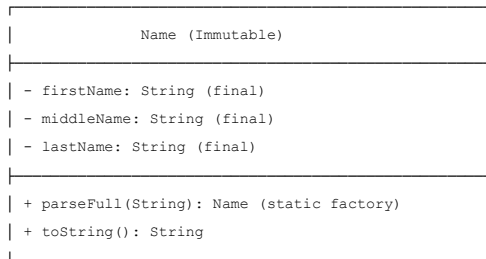 Name (Immutable)
- firstName: String (final)
- middleName: String (final)
- lastName: String (final)
+ parseFull(String): Name (static factory)
+ toString(): String